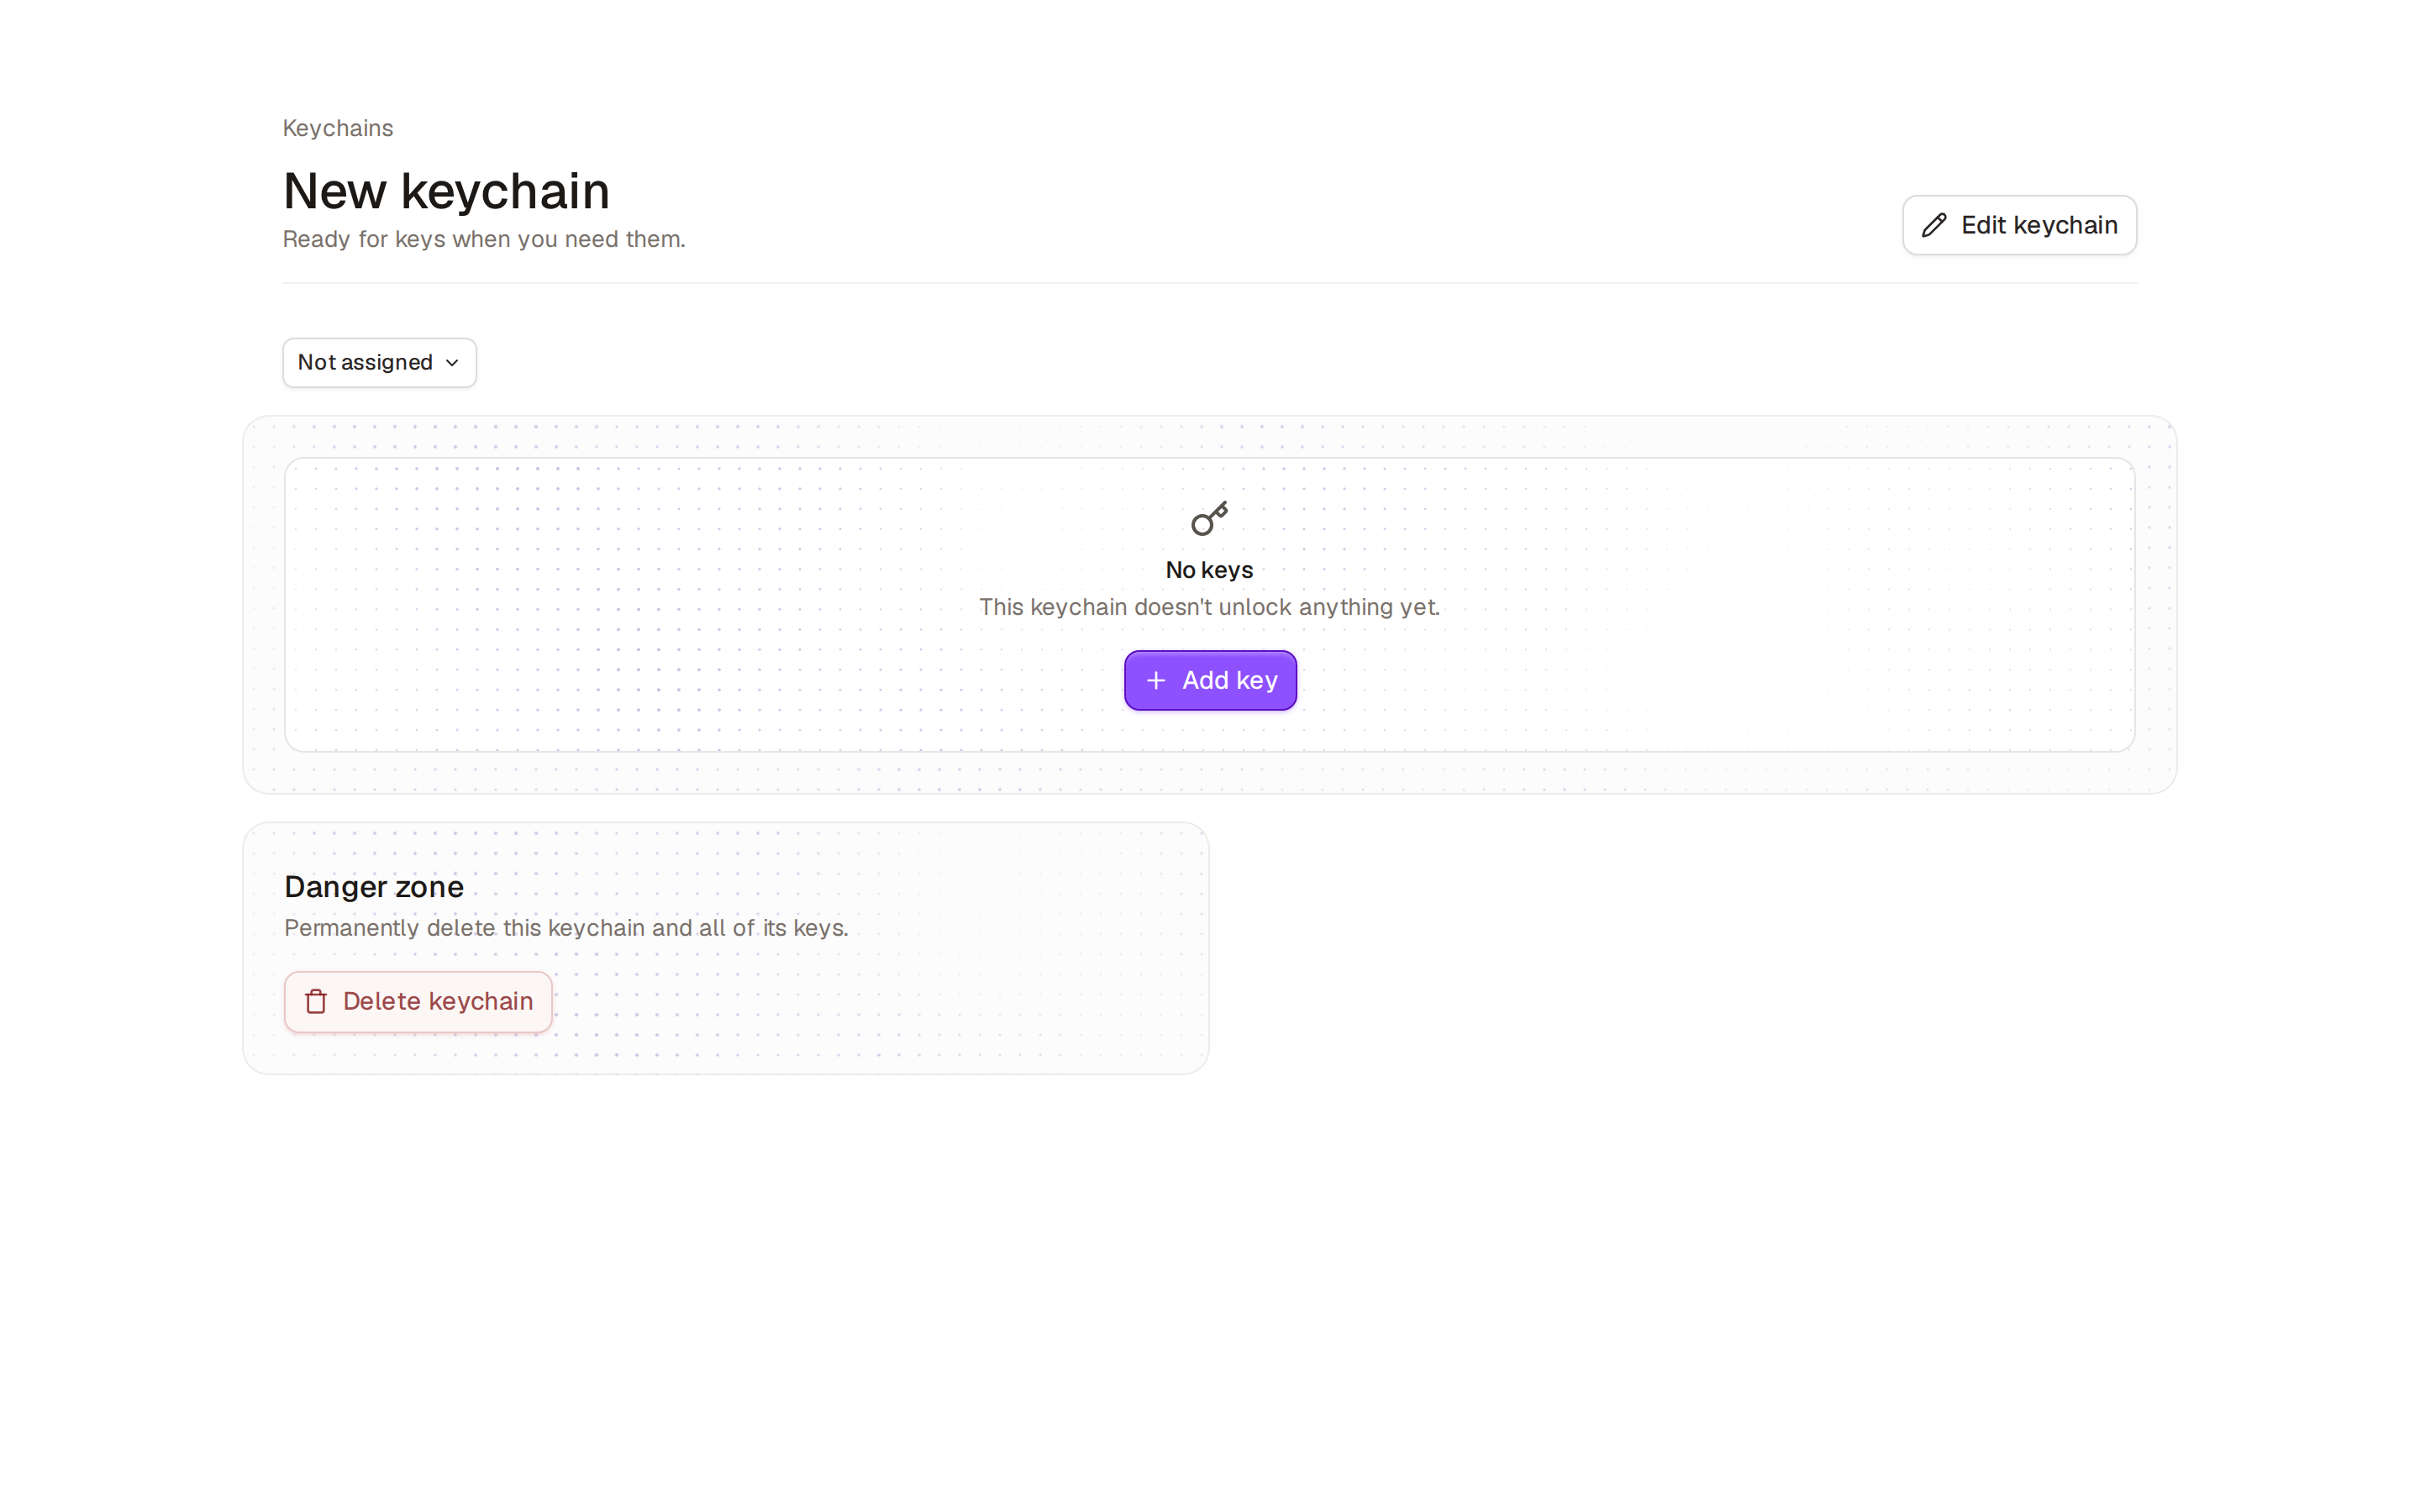 Keychains
New keychain
Ready for keys when you need them.
Edit keychain
Not assigned
No keys
This keychain doesn't unlock anything yet.
Add key
Danger zone
Permanently delete this keychain and all of its keys.
Delete keychain